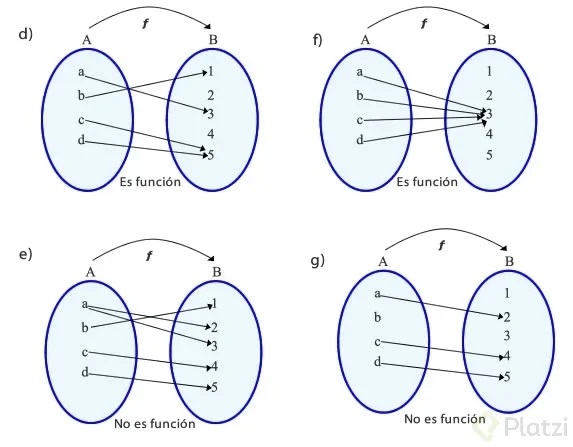 d)
f
A
B
a
b
c
d
1
2
3
4
5
Es función
f)
f
A
B
a
b
c
d
1
2
3
4
5
Es función
e)
f
A
B
a
b
c
d
1
2
3
4
5
No es función
g)
f
A
B
a
b
c
d
1
2
3
4
5
No es función
Platzi